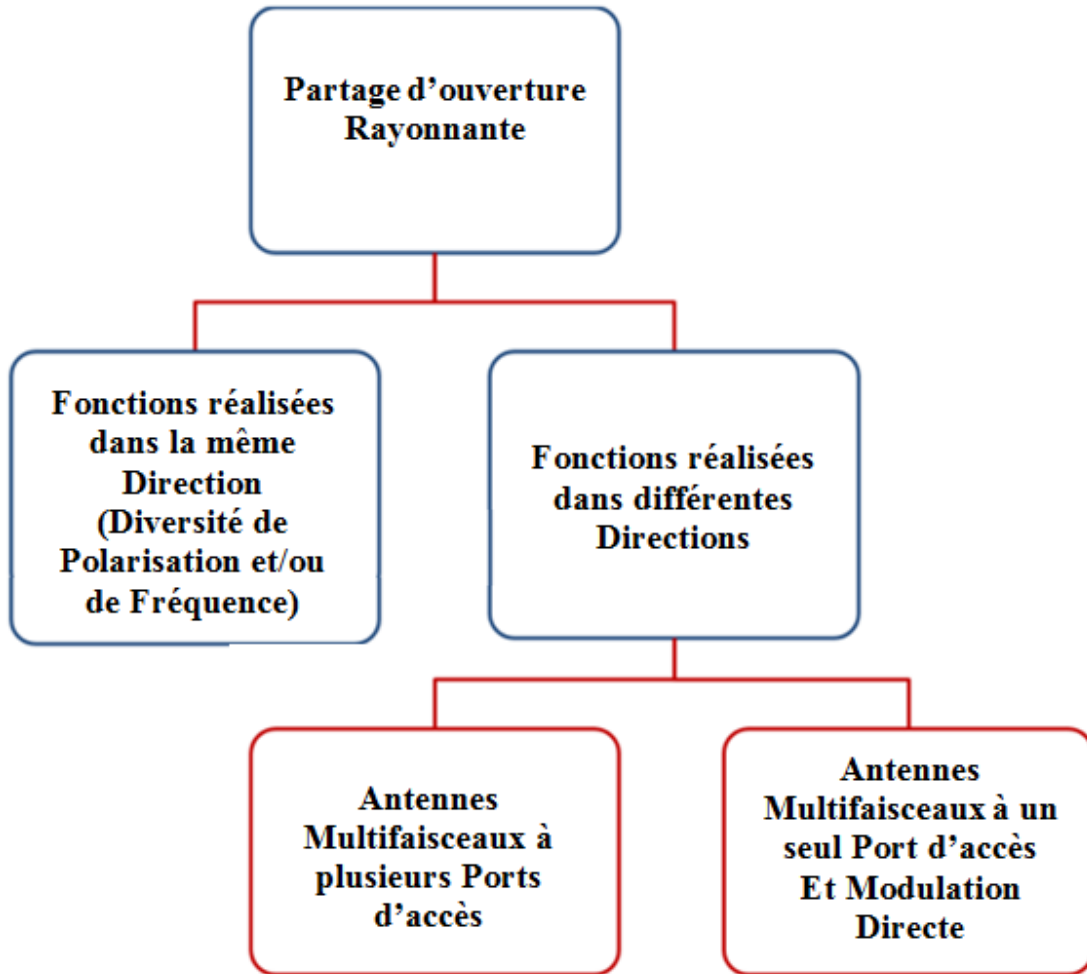 Partage d’ouverture
Rayonnante
Fonctions réalisées
dans la même
Direction
(Diversité de
Polarisation et/ou
de Fréquence)
Fonctions réalisées
dans différentes
Directions
Antennes
Multifaisceaux à
plusieurs Ports
d’accès
Antennes
Multifaisceaux à un
seul Port d’accès
Et Modulation
Directe